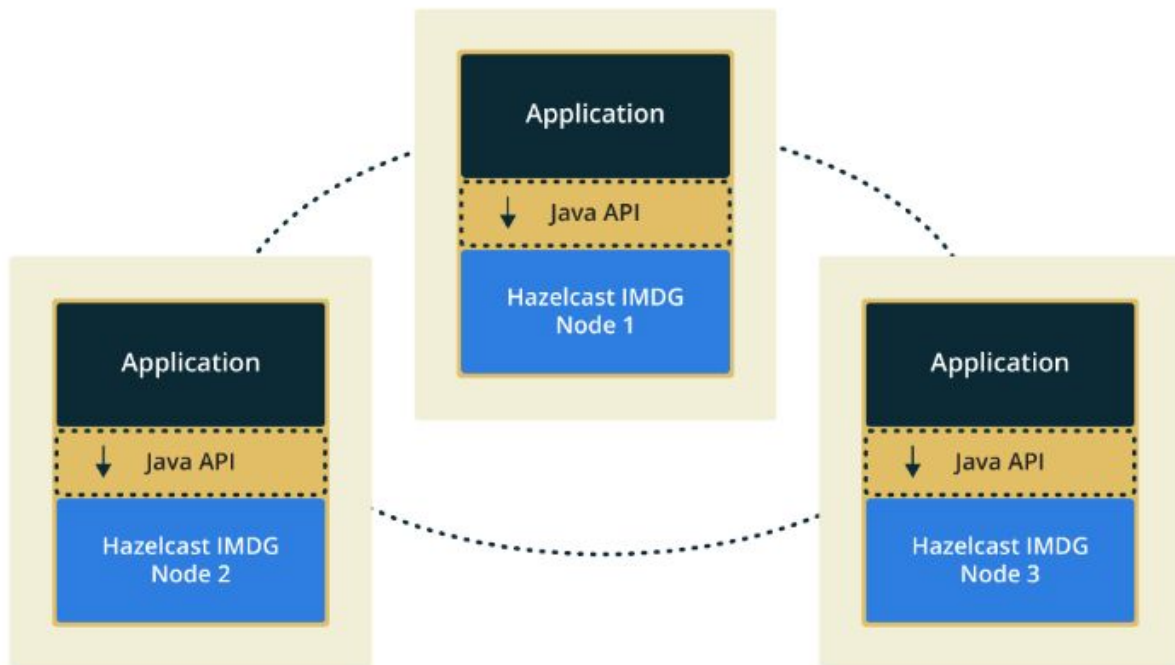 Application
Java API
Hazelcast IMDG
Node 1
Application
Java API
Hazelcast IMDG
Node 2
Application
Java API
Hazelcast IMDG
Node 3